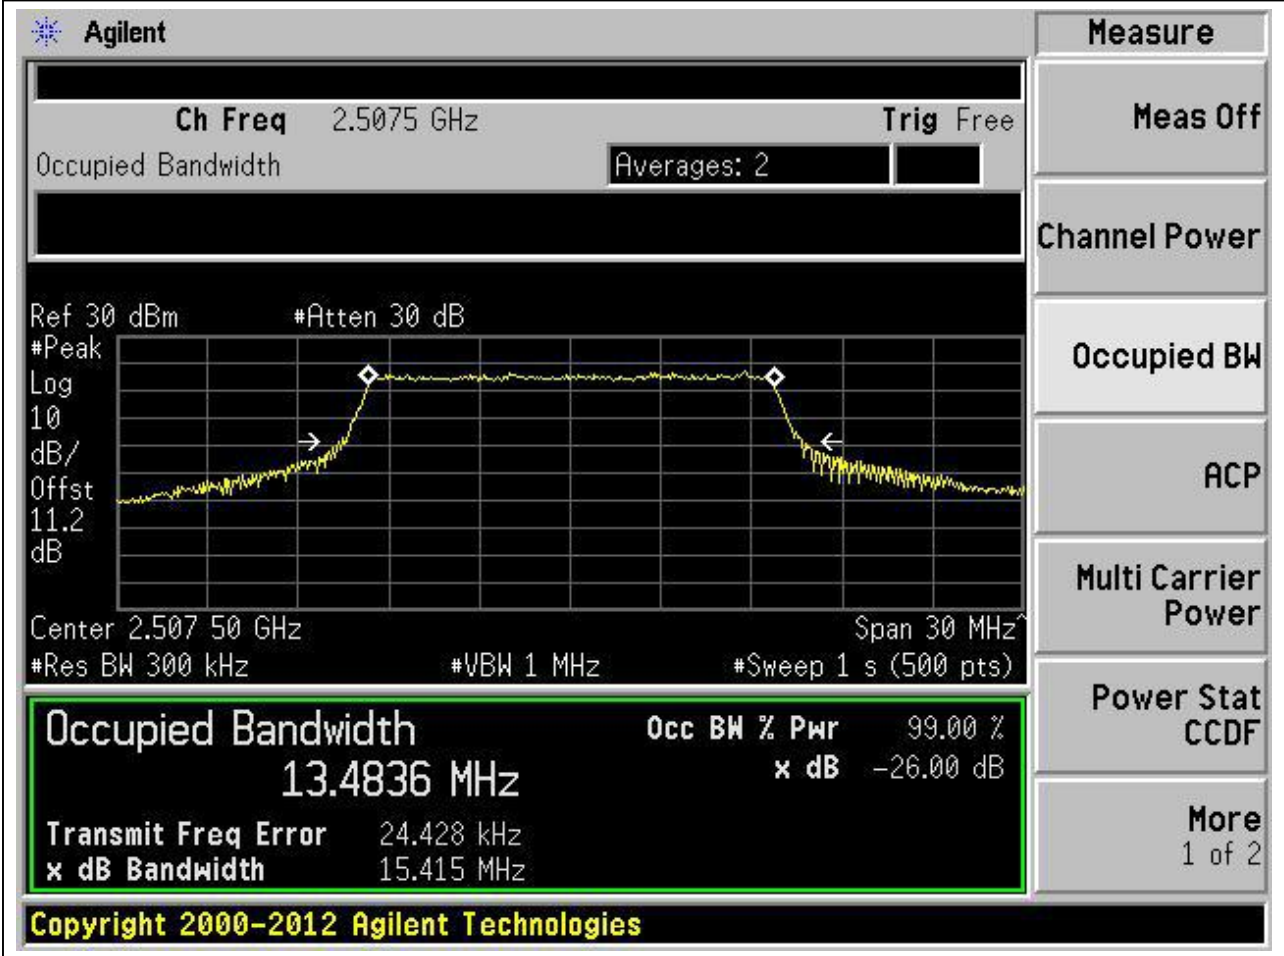 Agilent
Measure
Ch Freq 2.5075 GHz Trig Free
Occupied Bandwidth Averages: 2
Meas Off
Channel Power
Occupied BW
ACP
Multi Carrier
Power
Power Stat
CCDF
More
1 of 2
Ref 30 dBm #Atten 30 dB
#Peak
Log
10
dB/
Offst
11.2
dB
Center 2.507 50 GHz Span 30 MHz^
#Res BW 300 kHz #VBW 1 MHz #Sweep 1 s (500 pts)
Occupied Bandwidth Occ BW % Pwr 99.00 %
13.4836 MHz x dB -26.00 dB
Transmit Freq Error 24.428 kHz
x dB Bandwidth 15.415 MHz
Copyright 2000-2012 Agilent Technologies